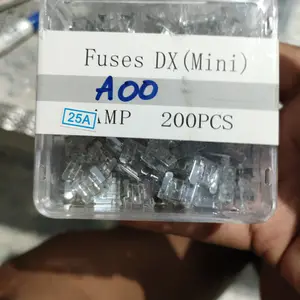 Fuses DX(Mini)
A00
25A AMP 200PCS